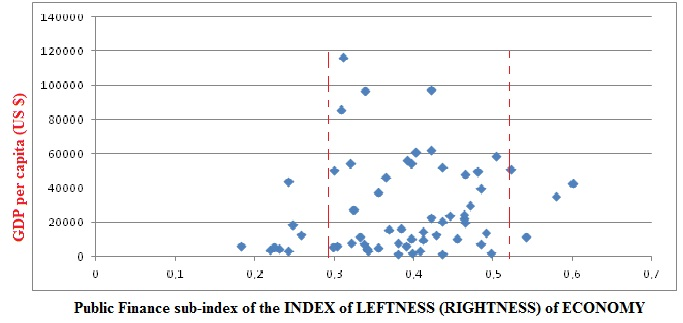 140000
120000
100000
80000
60000
40000
20000
0
0 0,1 0,2 0,3 0,4 0,5 0,6 0,7
GDP per capita (US $)
Public Finance sub-index of the INDEX of LEFTNESS (RIGHTNESS) of ECONOMY